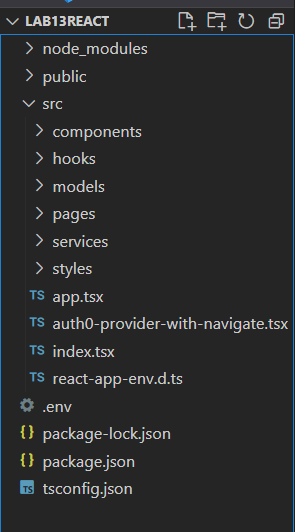 LAB13REACT
node_modules
public
src
components
hooks
models
pages
services
styles
TS app.tsx
TS auth0-provider-with-navigate.tsx
TS index.tsx
TS react-app-env.d.ts
.env
{} package-lock.json
{} package.json
TS tsconfig.json